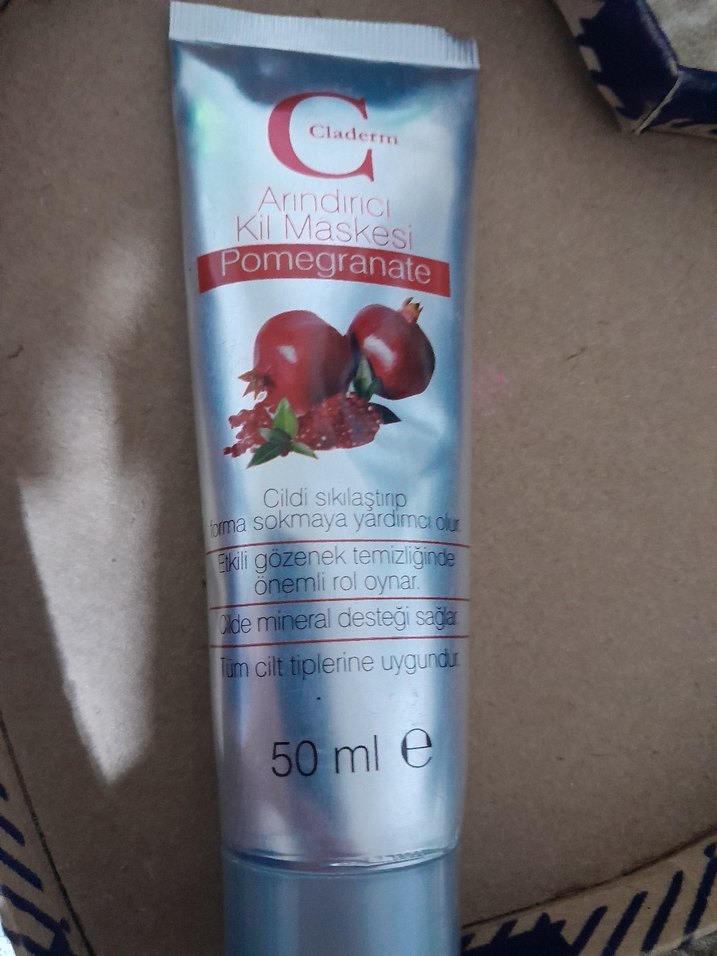 Claderm
Arındırıcı
Kil Maskesi
Pomegranate
Cildi sıkılaştırıp
forma sokmaya yardımcı olur.
Etkili gözenek temizliğinde
önemli rol oynar.
Cilde mineral desteği sağlar.
Tüm cilt tiplerine uygundur.
50 ml ℮